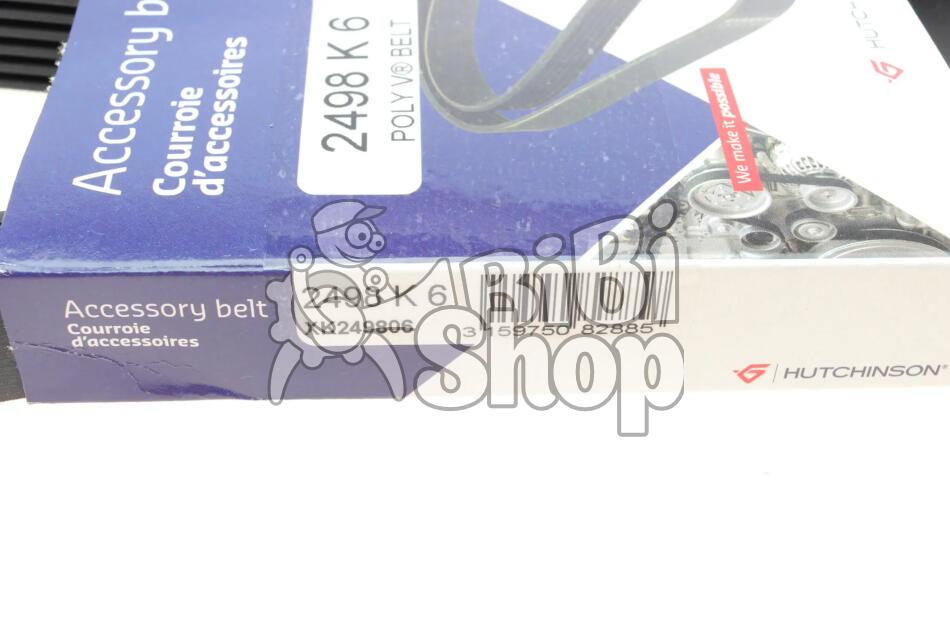 Accessory b
Courroie
d'accessoires
2498 K 6
POLY V® BELT
We make it possible
HUTCH
Accessory belt
Courroie
d'accessoires
2498 K 6
3 159750 82885
HUTCHINSON®
BiBi
Shop